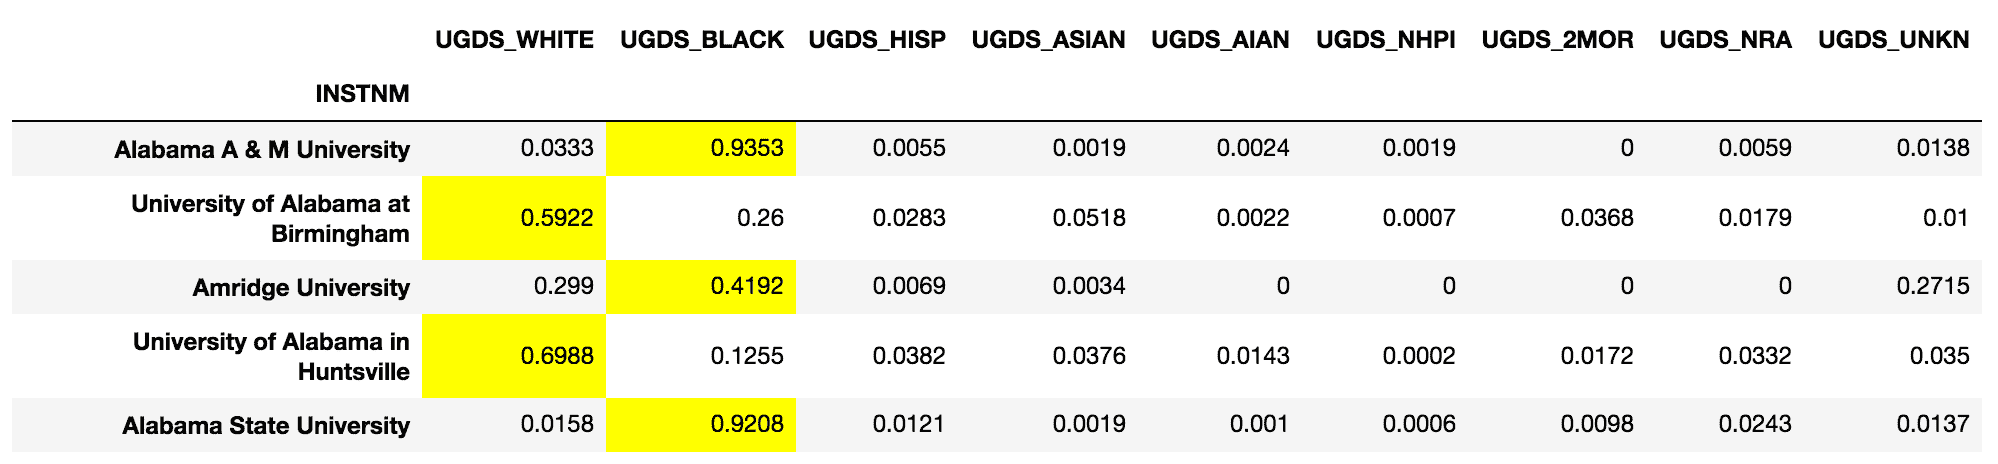 UGDS_WHITE UGDS_BLACK UGDS_HISP UGDS_ASIAN UGDS_AIAN UGDS_NHPI UGDS_2MOR UGDS_NRA UGDS_UNKN
INSTNM
Alabama A & M University 0.0333 0.9353 0.0055 0.0019 0.0024 0.0019 0 0.0059 0.0138
University of Alabama at
Birmingham 0.5922 0.26 0.0283 0.0518 0.0022 0.0007 0.0368 0.0179 0.01
Amridge University 0.299 0.4192 0.0069 0.0034 0 0 0 0 0.2715
University of Alabama in
Huntsville 0.6988 0.1255 0.0382 0.0376 0.0143 0.0002 0.0172 0.0332 0.035
Alabama State University 0.0158 0.9208 0.0121 0.0019 0.001 0.0006 0.0098 0.0243 0.0137